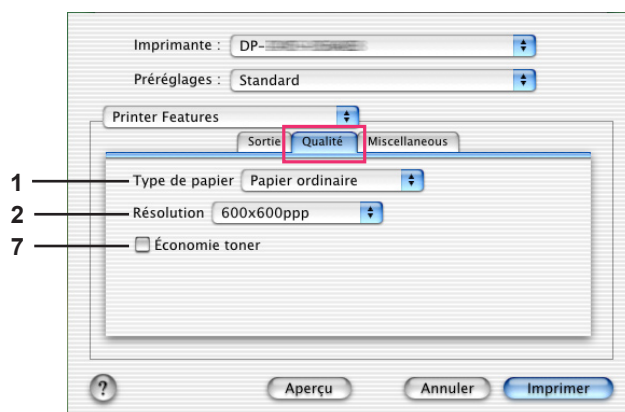 Imprimante : DP-
Préréglages : Standard
Printer Features
Sortie Qualité Miscellaneous
1 Type de papier Papier ordinaire
2 Résolution 600x600ppp
7 Économie toner
? Aperçu Annuler Imprimer